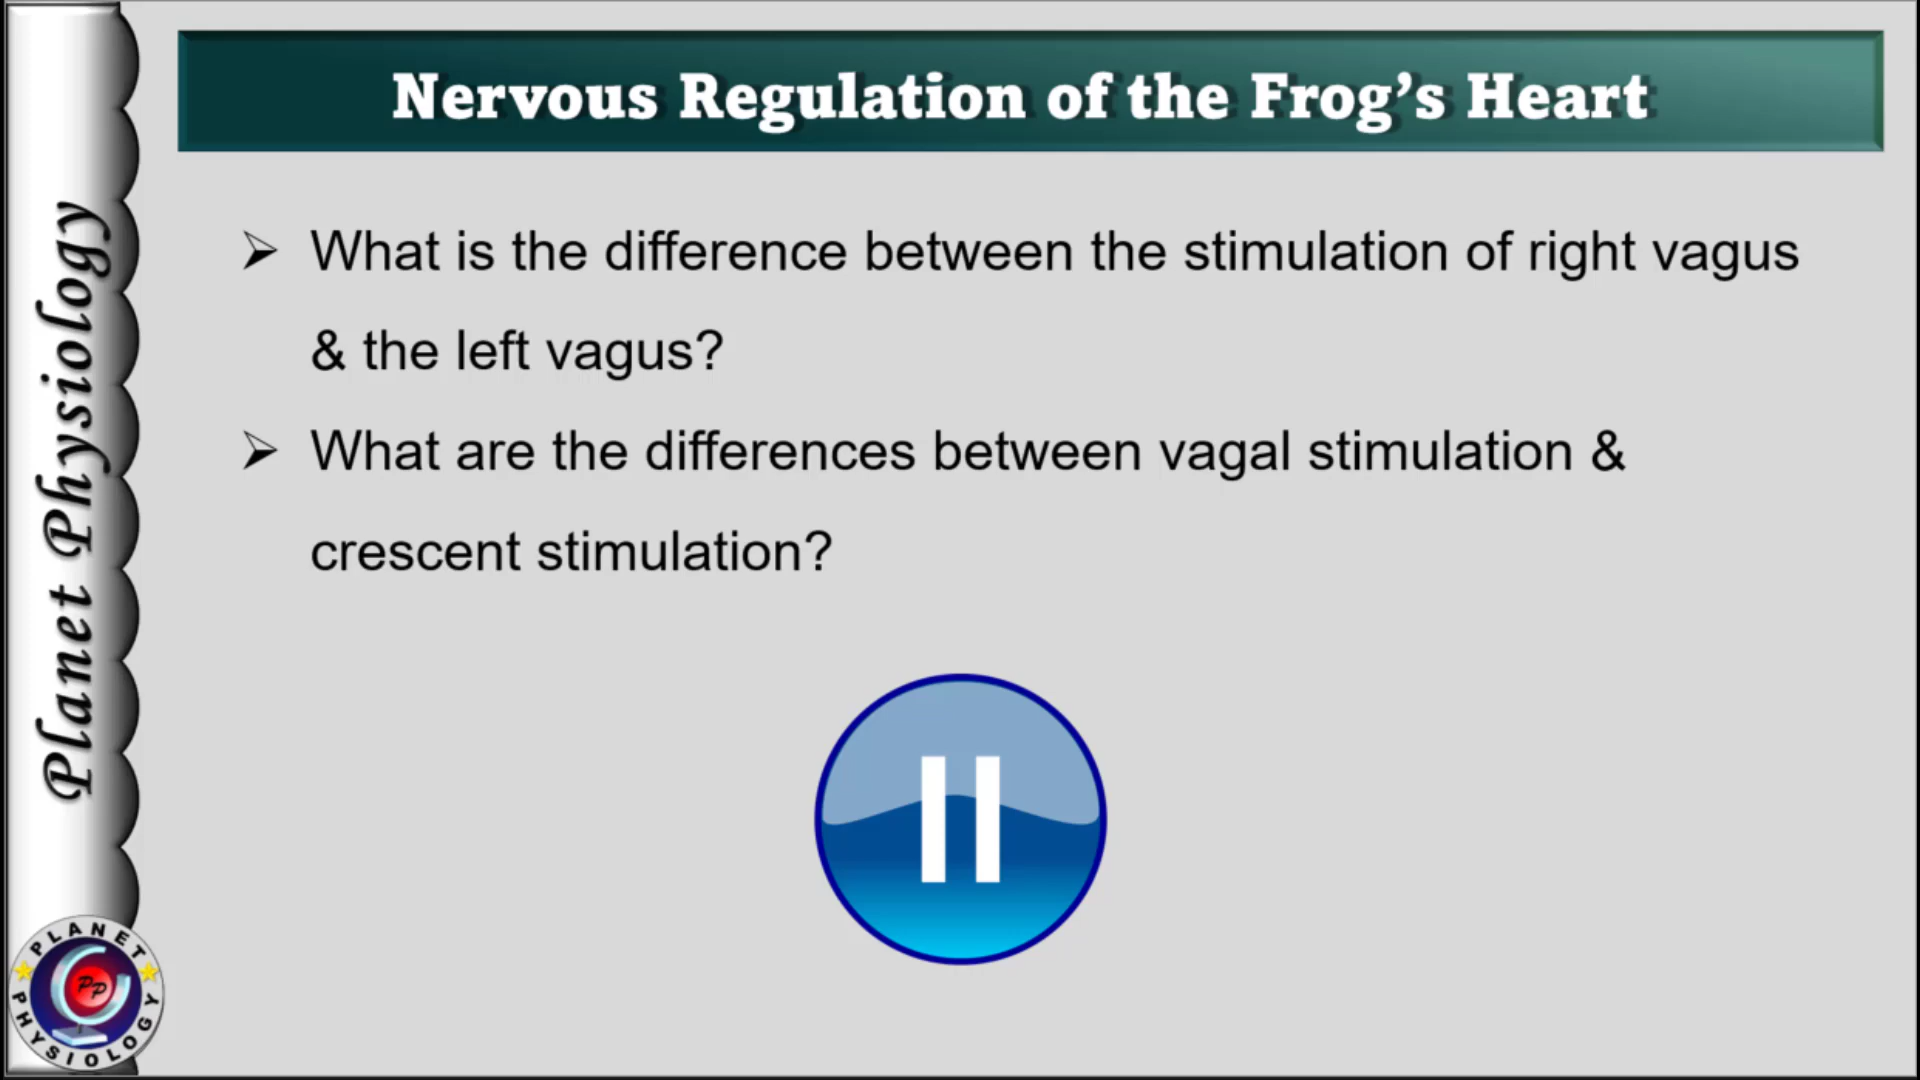 Nervous Regulation of the Frog's Heart
➢ What is the difference between the stimulation of right vagus
& the left vagus?
➢ What are the differences between vagal stimulation &
crescent stimulation?
Planet Physiology
PLANET
PP
PHYSIOLOGY